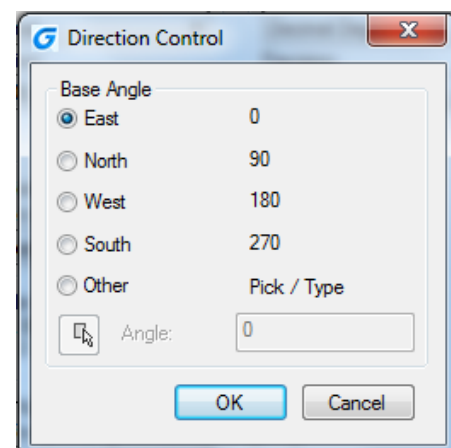 Direction Control
Base Angle
East 0
North 90
West 180
South 270
Other Pick / Type
Angle: 0
OK Cancel